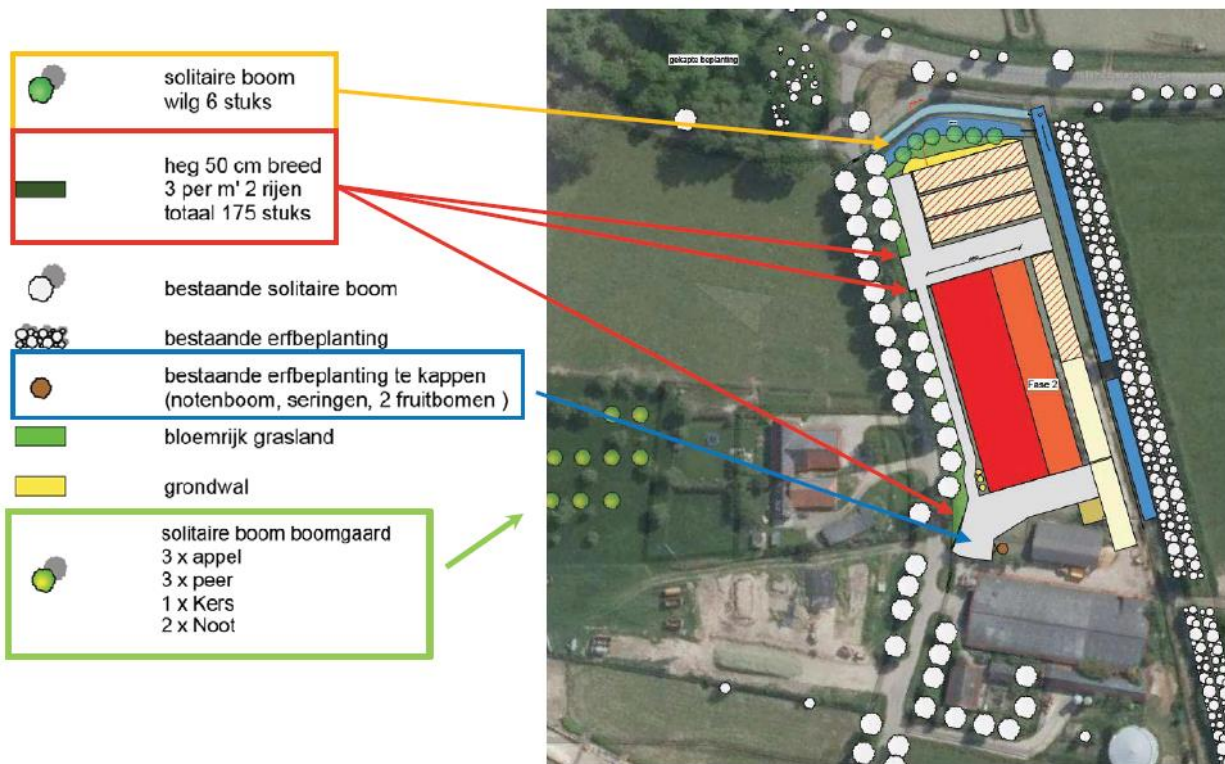 solitaire boom
wilg 6 stuks
heg 50 cm breed
3 per m' 2 rijen
totaal 175 stuks
bestaande solitaire boom
bestaande erfbeplanting
bestaande erfbeplanting te kappen
(notenboom, seringen, 2 fruitbomen )
bloemrijk grasland
grondwal
solitaire boom boomgaard
3 x appel
3 x peer
1 x Kers
2 x Noot
gekapte beplanting
Fase 2